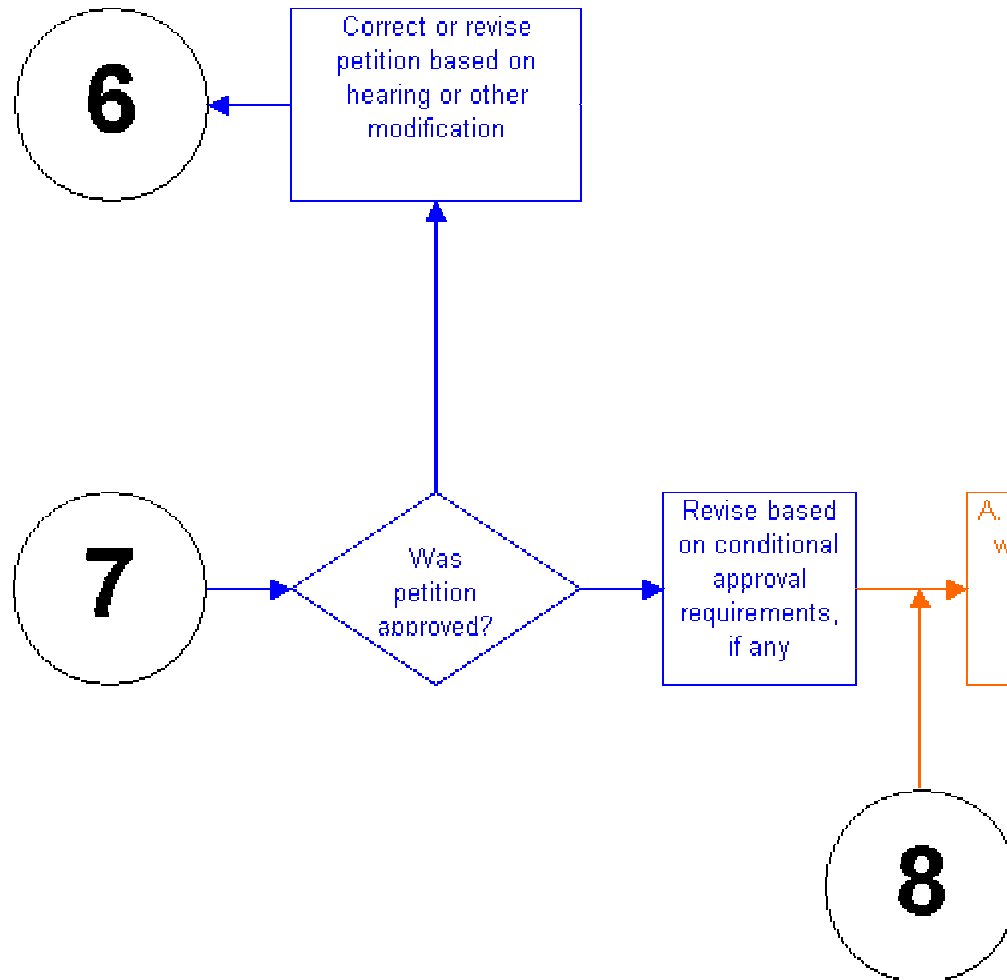 6
Correct or revise
petition based on
hearing or other
modification
7
Was
petition
approved?
Revise based
on conditional
approval
requirements,
if any
A.
8